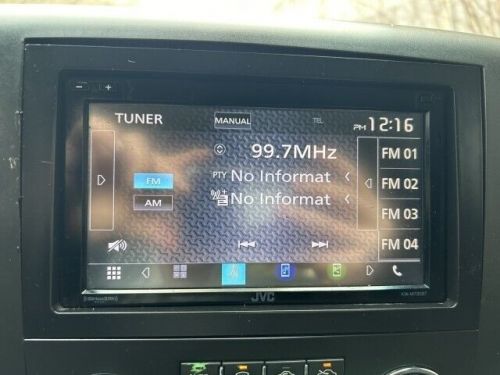 TUNER
MANUAL
TEL
PM 12:16
99.7MHz
FM 01
PTY No Informat
FM
FM 02
No Informat
AM
FM 03
FM 04
JVC